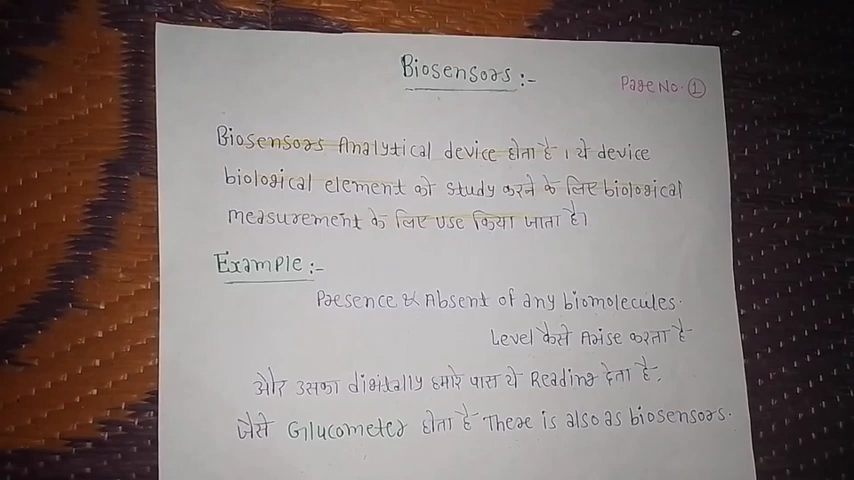 Biosensors :-
Page No. 1
Biosensors Analytical device होता है। ये device
biological element को study करने के लिए biological
measurement के लिए use किया जाता है।
Example :-
Presence & Absent of any biomolecules.
Level कैसे Arise करता है
और उसका digitally हमारे पास ये Reading देता है.
जैसे Glucometer होता है There is also as biosensors.